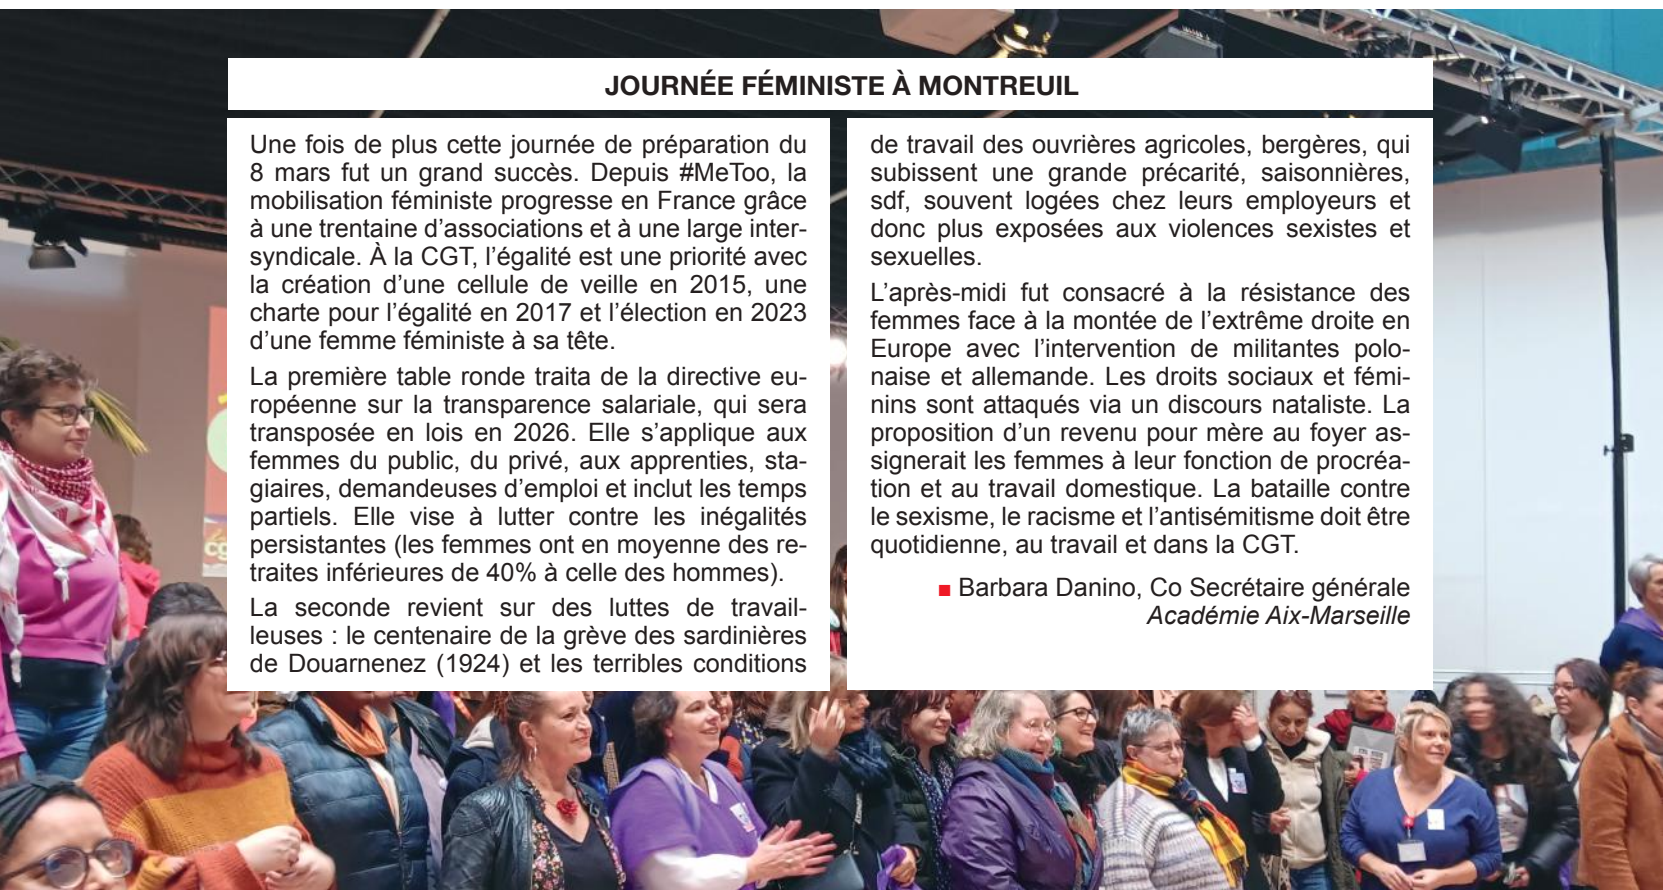 JOURNÉE FÉMINISTE À MONTREUIL
Une fois de plus cette journée de préparation du
8 mars fut un grand succès. Depuis #MeToo, la
mobilisation féministe progresse en France grâce
à une trentaine d’associations et à une large inter-
syndicale. À la CGT, l’égalité est une priorité avec
la création d’une cellule de veille en 2015, une
charte pour l’égalité en 2017 et l’élection en 2023
d’une femme féministe à sa tête.
La première table ronde traita de la directive eu-
ropéenne sur la transparence salariale, qui sera
transposée en lois en 2026. Elle s’applique aux
femmes du public, du privé, aux apprenties, sta-
giaires, demandeuses d’emploi et inclut les temps
partiels. Elle vise à lutter contre les inégalités
persistantes (les femmes ont en moyenne des re-
traites inférieures de 40% à celle des hommes).
La seconde revient sur des luttes de travail-
leuses : le centenaire de la grève des sardinières
de Douarnenez (1924) et les terribles conditions
de travail des ouvrières agricoles, bergères, qui
subissent une grande précarité, saisonnières,
sdf, souvent logées chez leurs employeurs et
donc plus exposées aux violences sexistes et
sexuelles.
L’après-midi fut consacré à la résistance des
femmes face à la montée de l’extrême droite en
Europe avec l’intervention de militantes polo-
naise et allemande. Les droits sociaux et fémi-
nins sont attaqués via un discours nataliste. La
proposition d’un revenu pour mère au foyer as-
signerait les femmes à leur fonction de procréa-
tion et au travail domestique. La bataille contre
le sexisme, le racisme et l’antisémitisme doit être
quotidienne, au travail et dans la CGT.
■ Barbara Danino, Co Secrétaire générale
Académie Aix-Marseille